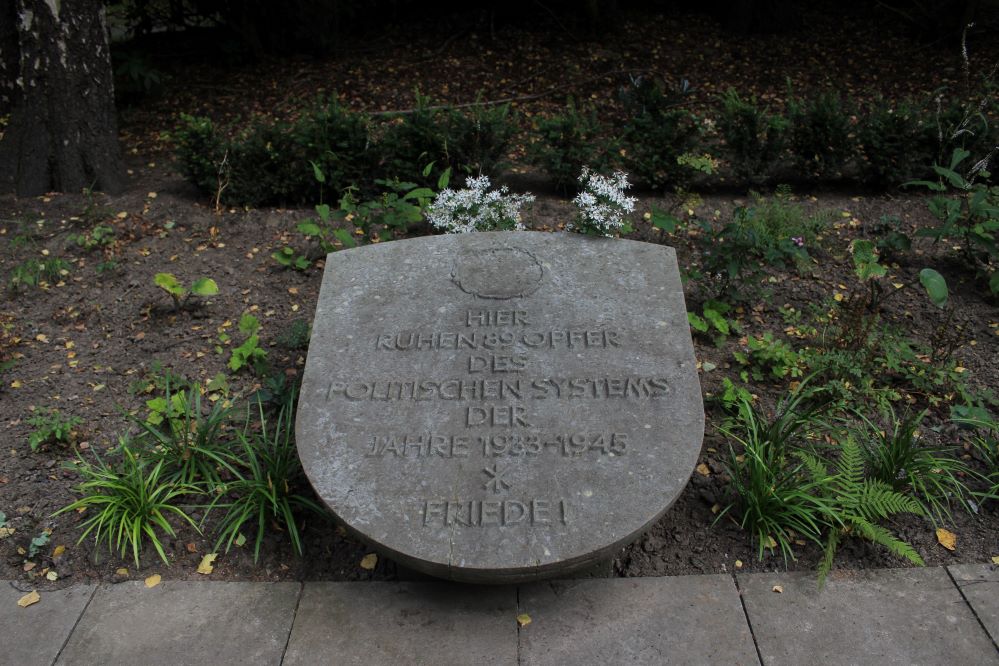 HIER
RUHEN 89 OPFER
DES
POLITISCHEN SYSTEMS
DER
JAHRE 1933-1945
FRIEDE!